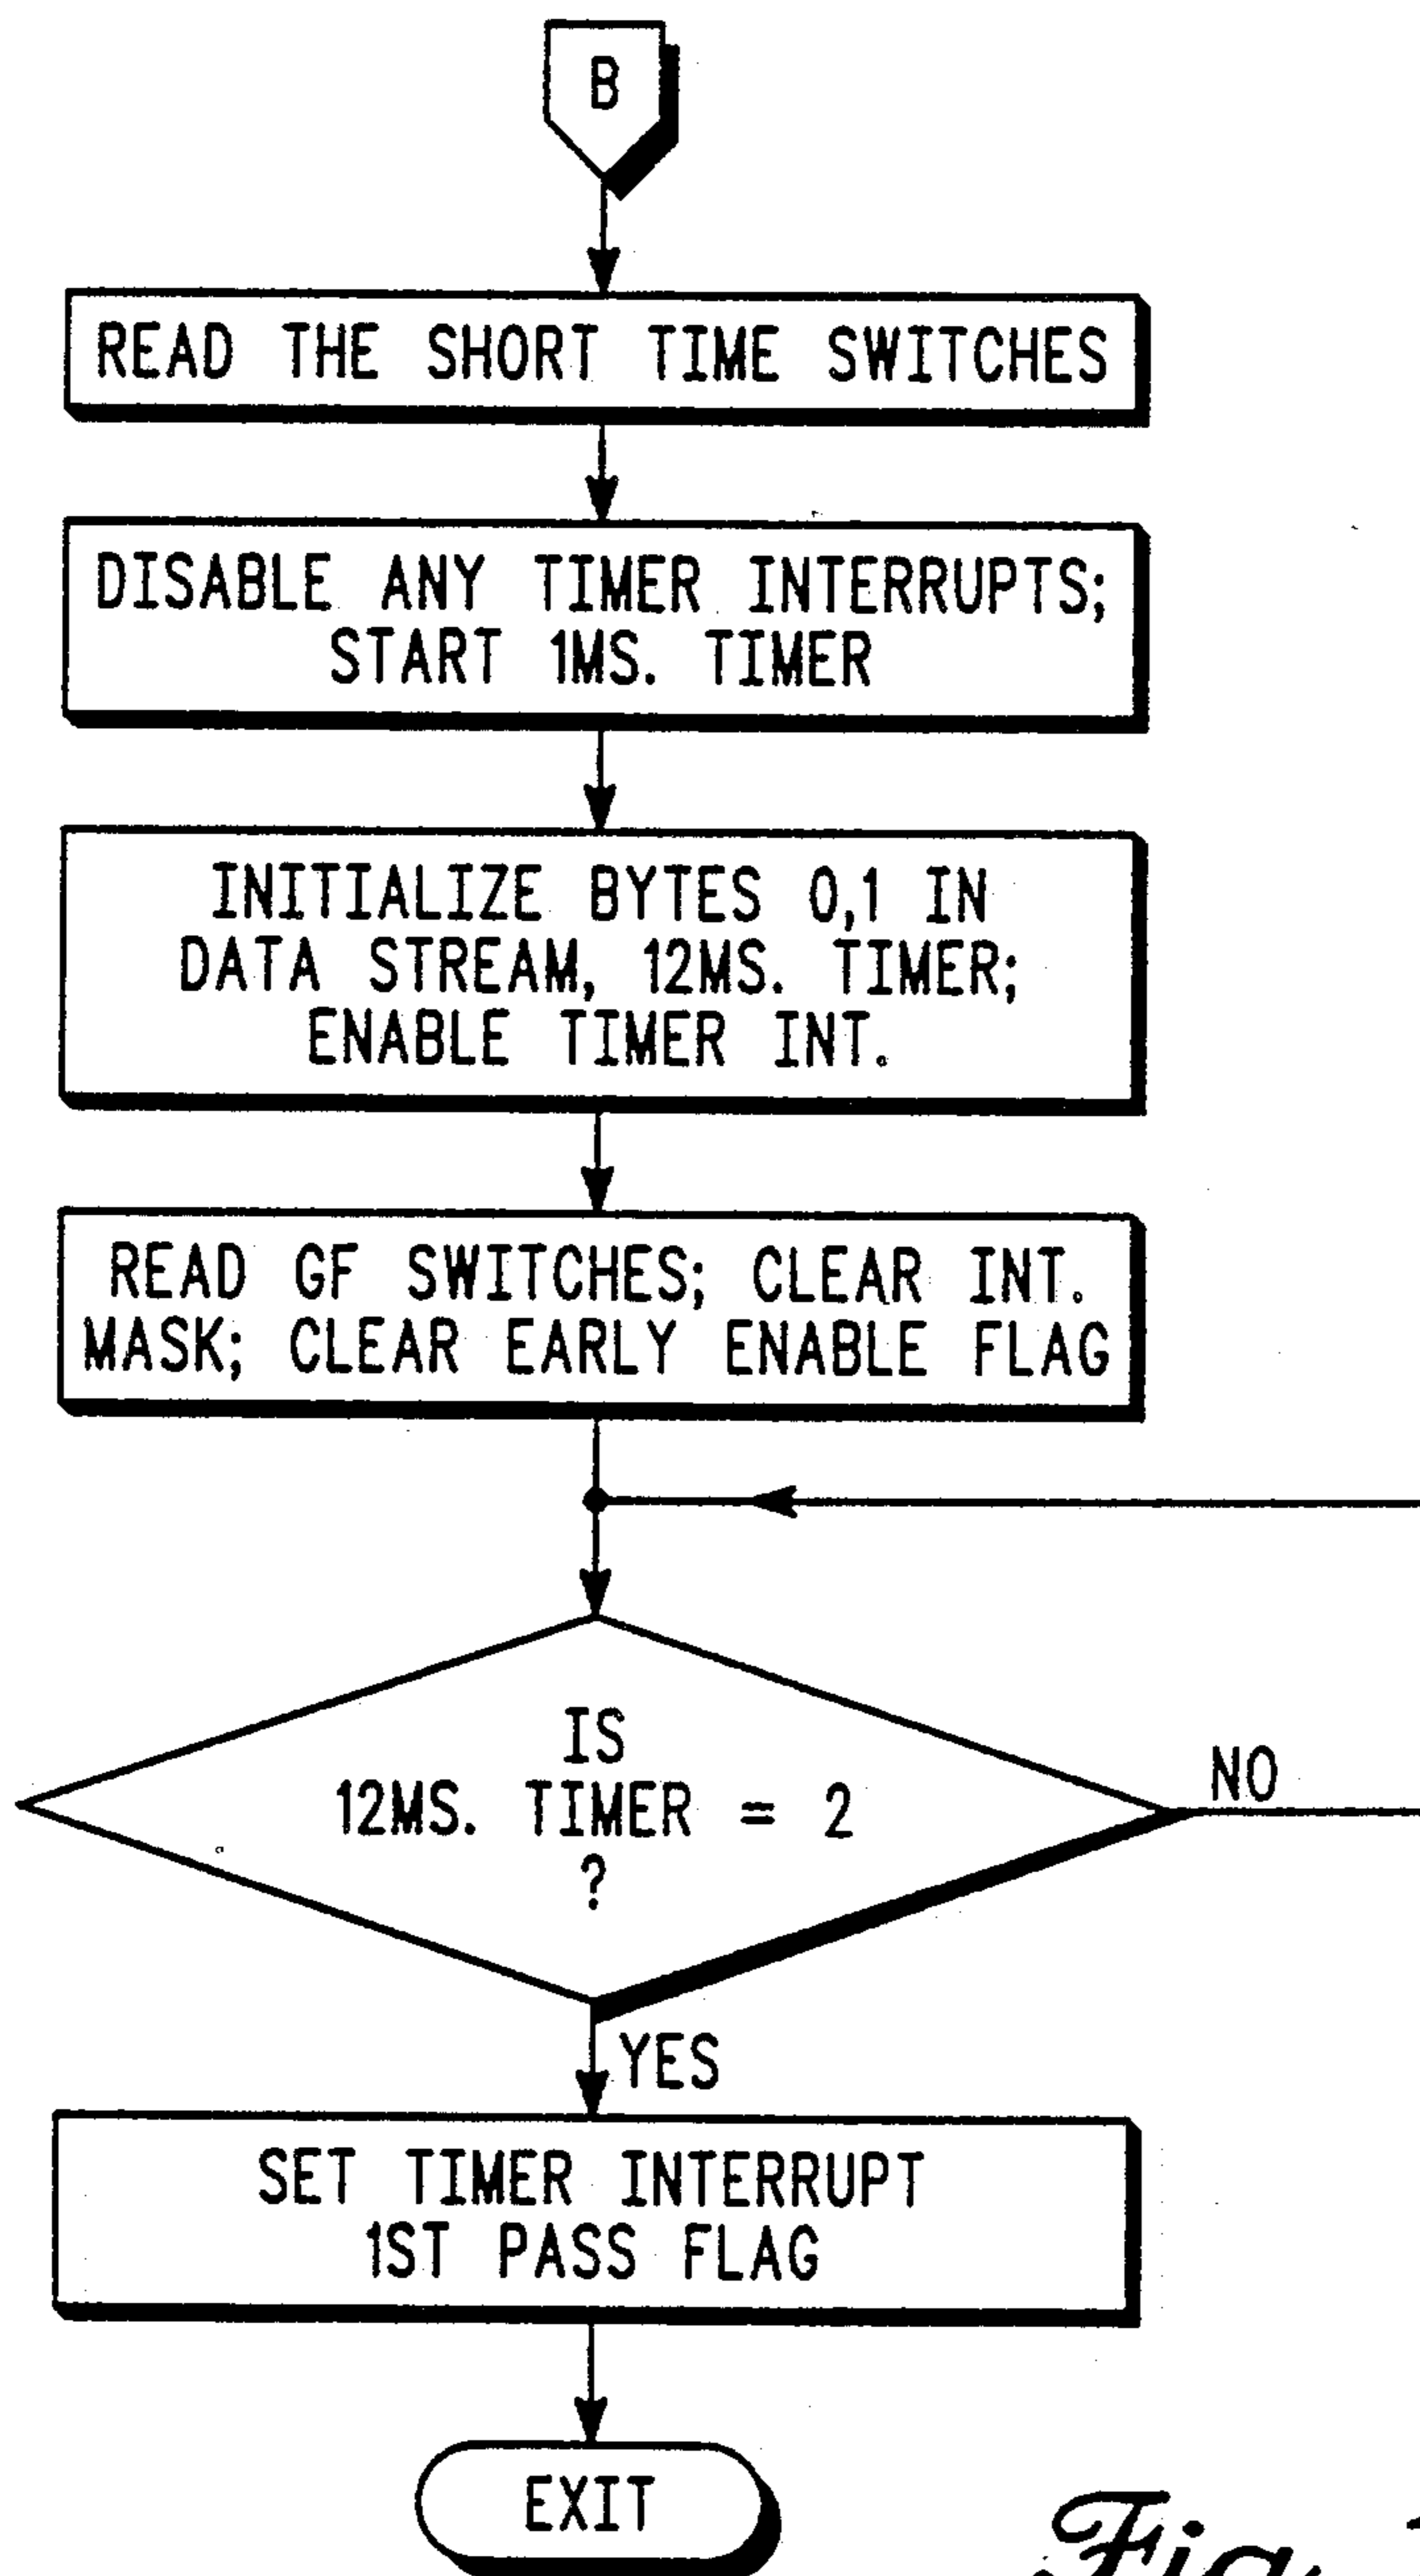 B
READ THE SHORT TIME SWITCHES
DISABLE ANY TIMER INTERRUPTS;
START 1MS. TIMER
INITIALIZE BYTES 0,1 IN
DATA STREAM, 12MS. TIMER;
ENABLE TIMER INT.
READ GF SWITCHES; CLEAR INT.
MASK; CLEAR EARLY ENABLE FLAG
IS
12MS. TIMER = 2
?
NO
YES
SET TIMER INTERRUPT
1ST PASS FLAG
EXIT
Fig.